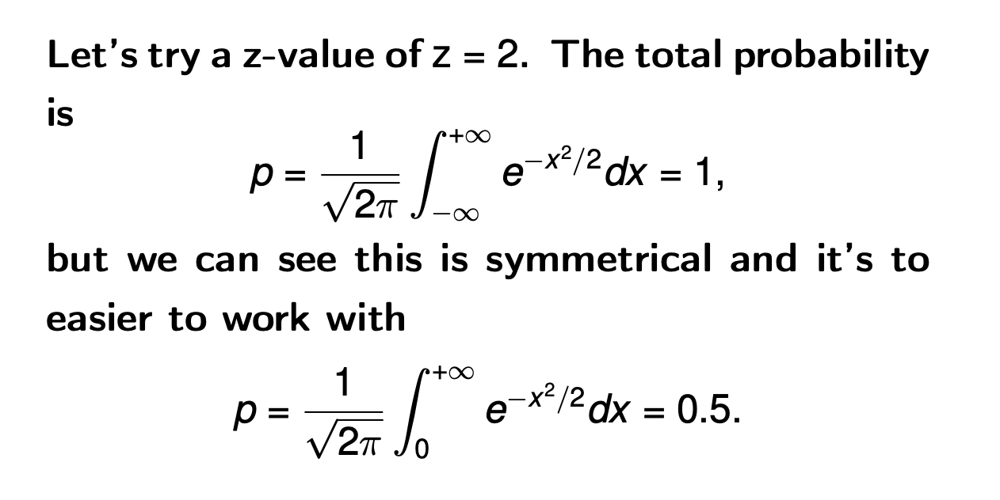 Let's try a z-value of z = 2. The total probability
is
p = \frac{1}{\sqrt{2\pi}} \int_{-\infty}^{+\infty} e^{-x^2/2} dx = 1,
but we can see this is symmetrical and it's to
easier to work with
p = \frac{1}{\sqrt{2\pi}} \int_{0}^{+\infty} e^{-x^2/2} dx = 0.5.